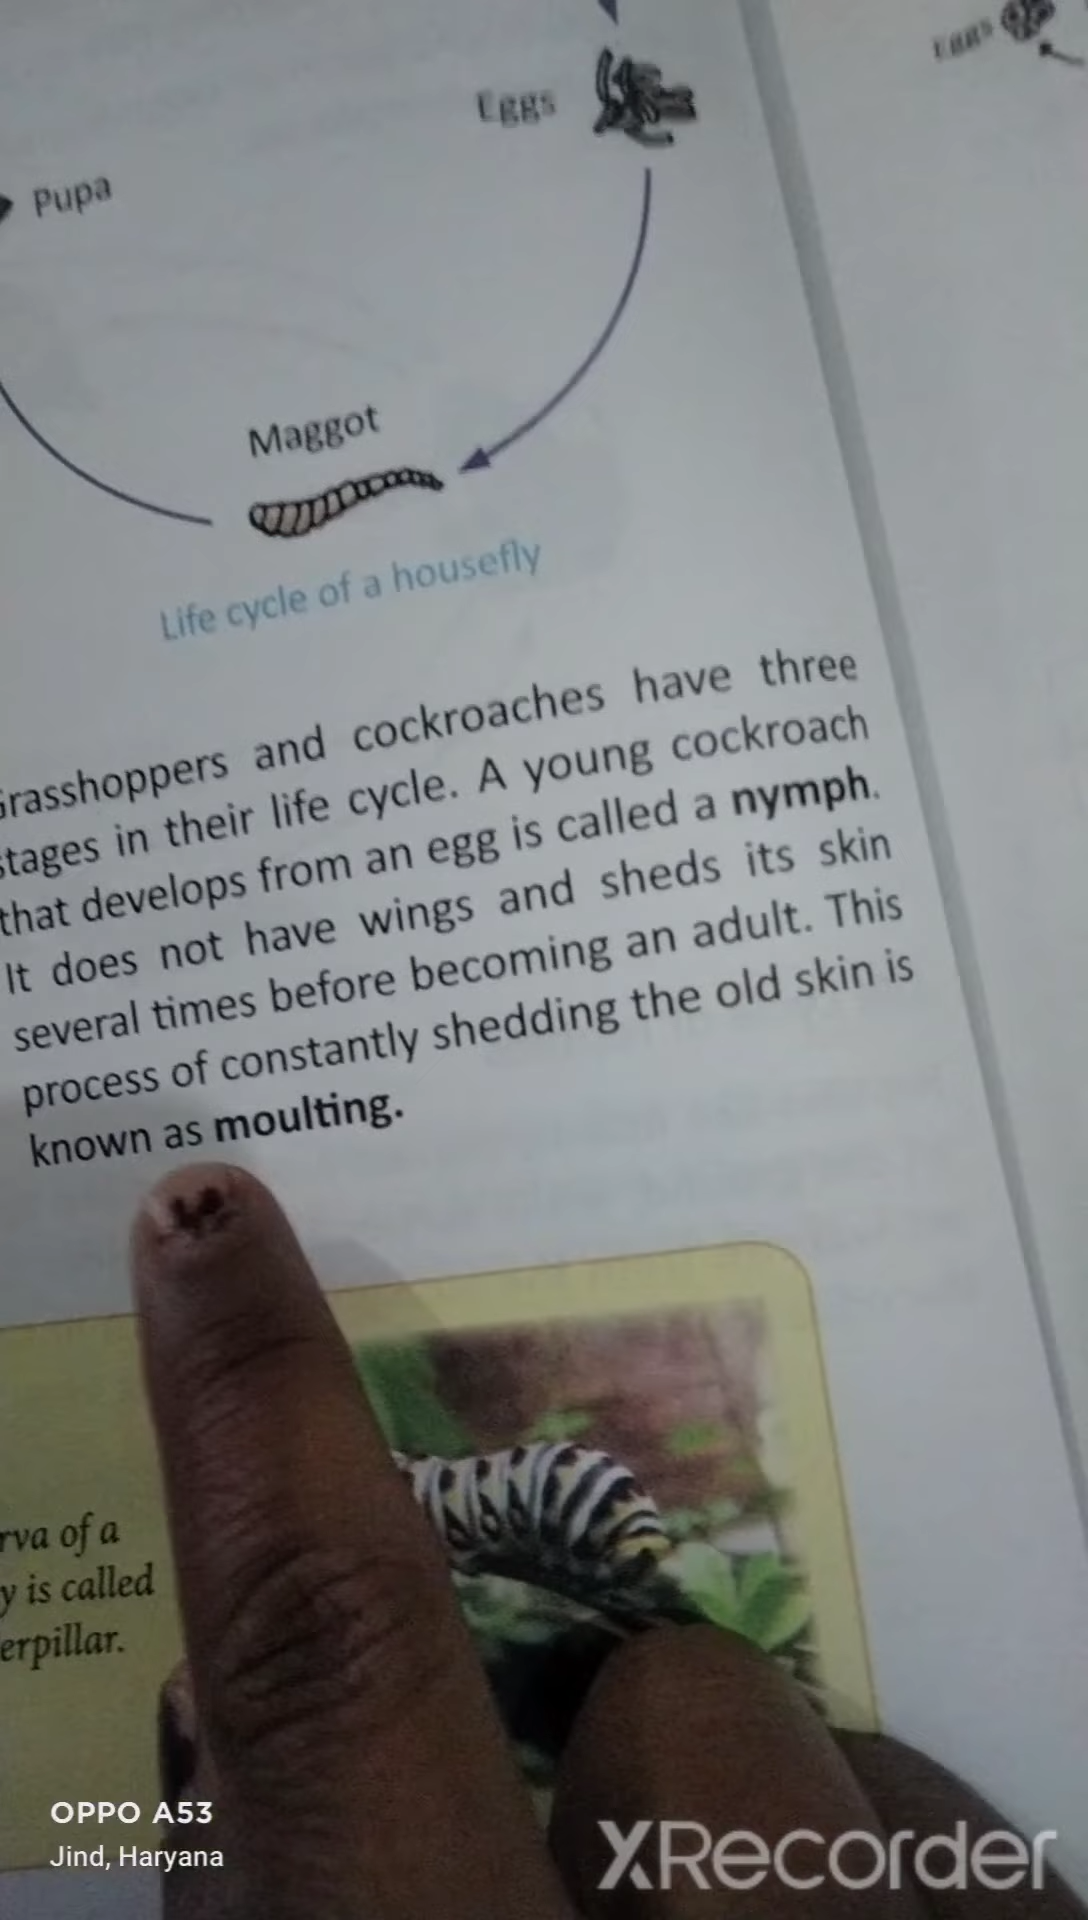 Eggs
Eggs
Pupa
Maggot
Life cycle of a housefly
Grasshoppers and cockroaches have three
stages in their life cycle. A young cockroach
that develops from an egg is called a nymph.
It does not have wings and sheds its skin
several times before becoming an adult. This
process of constantly shedding the old skin is
known as moulting.
rva of a
y is called
erpillar.
OPPO A53
Jind, Haryana
XRecorder